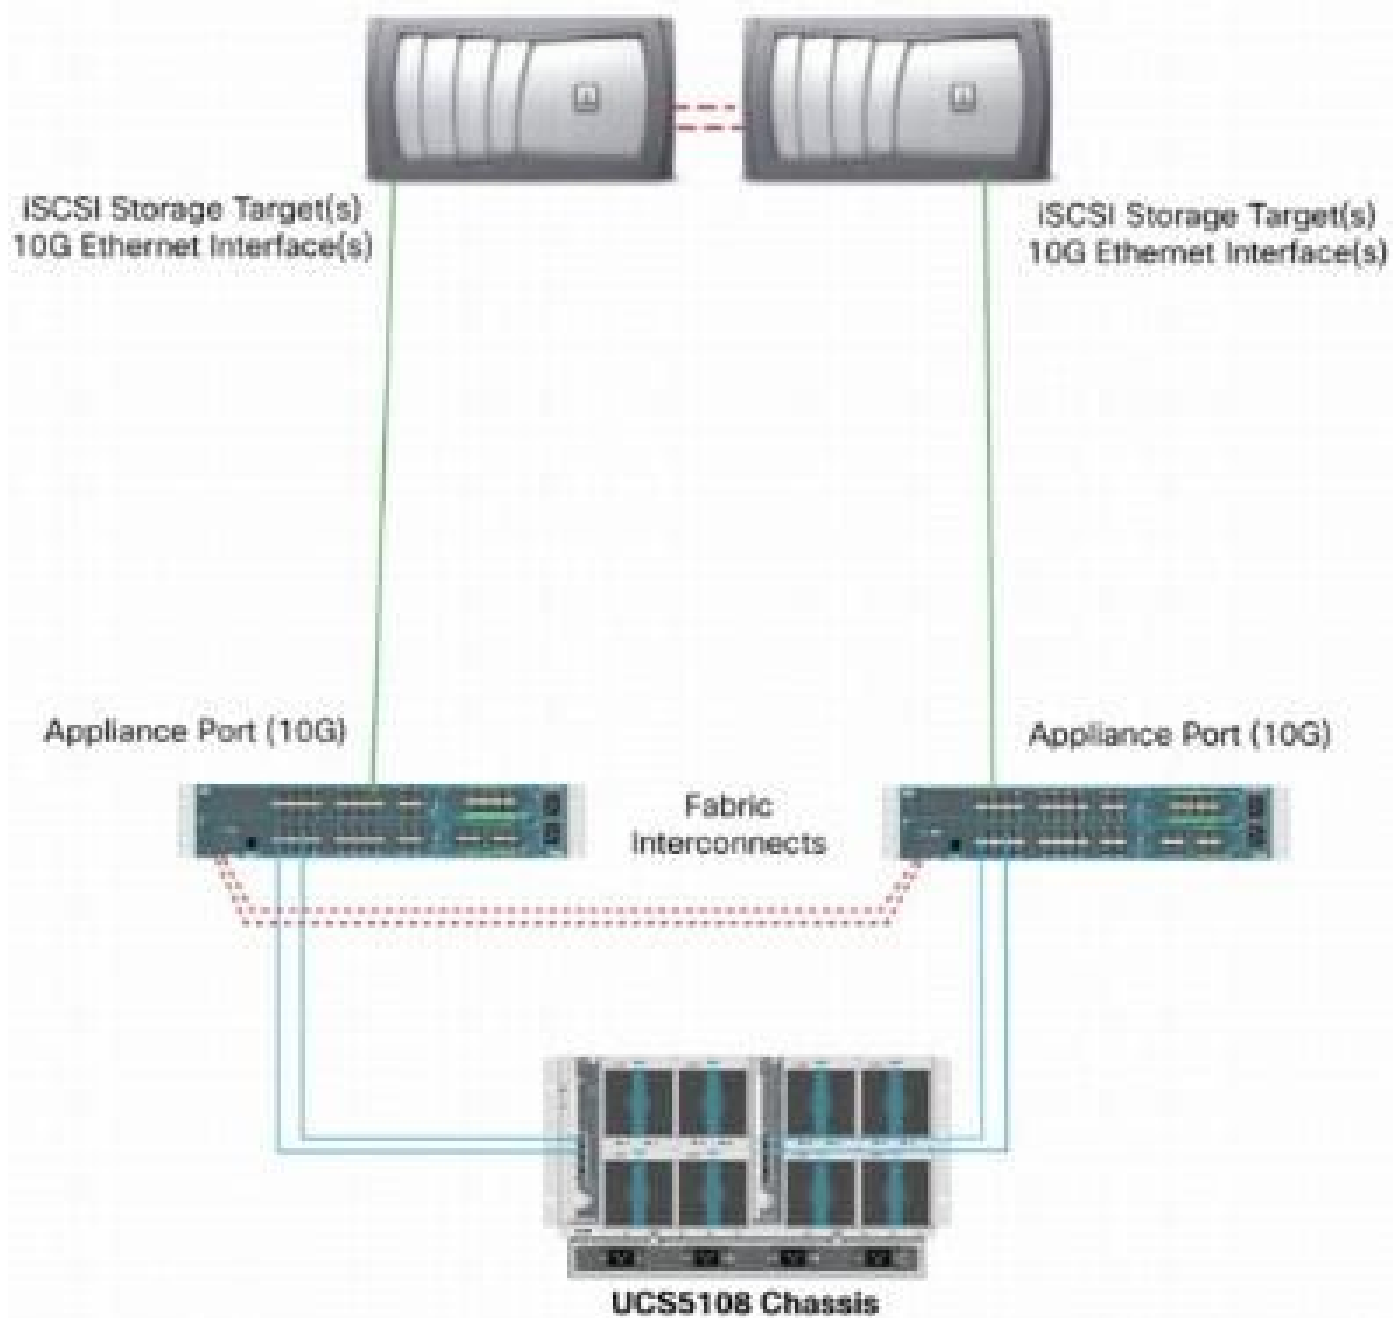 iSCSI Storage Target(s)
10G Ethernet Interface(s)
iSCSI Storage Target(s)
10G Ethernet Interface(s)
Appliance Port (10G)
Appliance Port (10G)
Fabric
Interconnects
UCS5108 Chassis